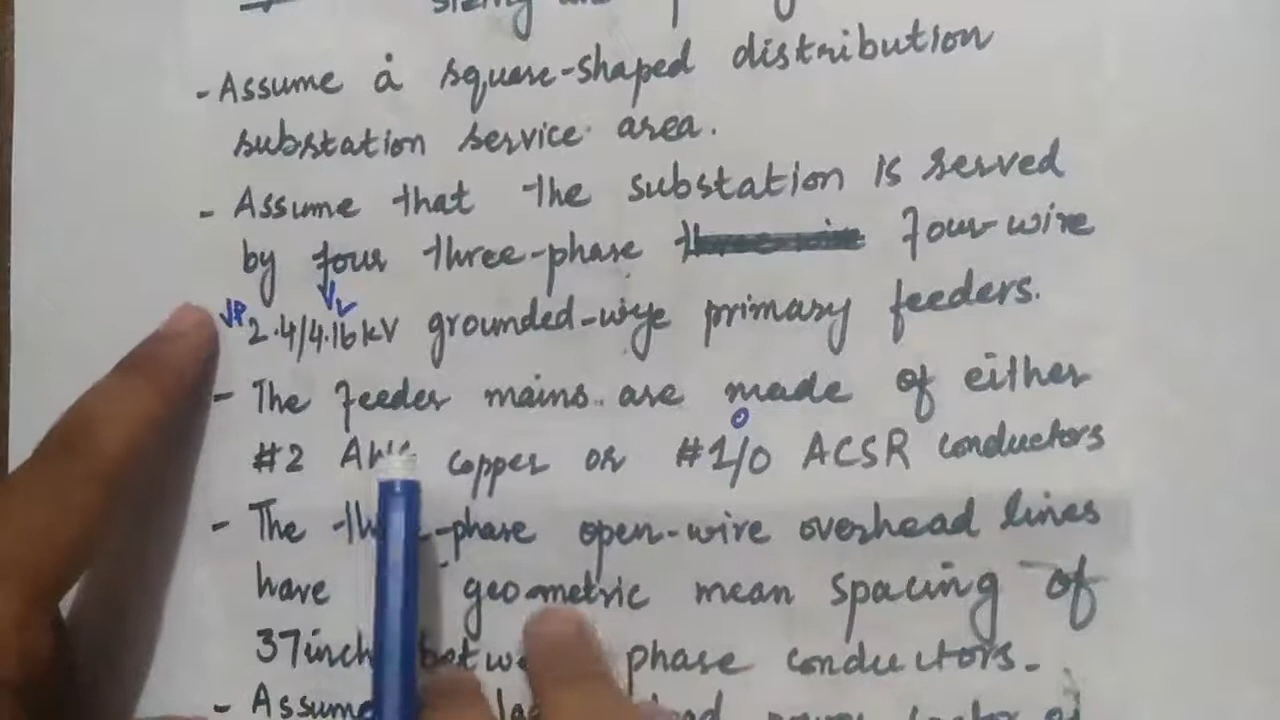 - Assume a square-shaped distribution
substation service area.
- Assume that the substation is served
by four three-phase four-wire
2.4/4.16kV grounded-wye primary feeders.
- The feeder mains are made of either
#2 copper or #1/0 ACSR conductors
- The -phase open-wire overhead lines
have geometric mean spacing of
37inch phase conductors.
- Assume